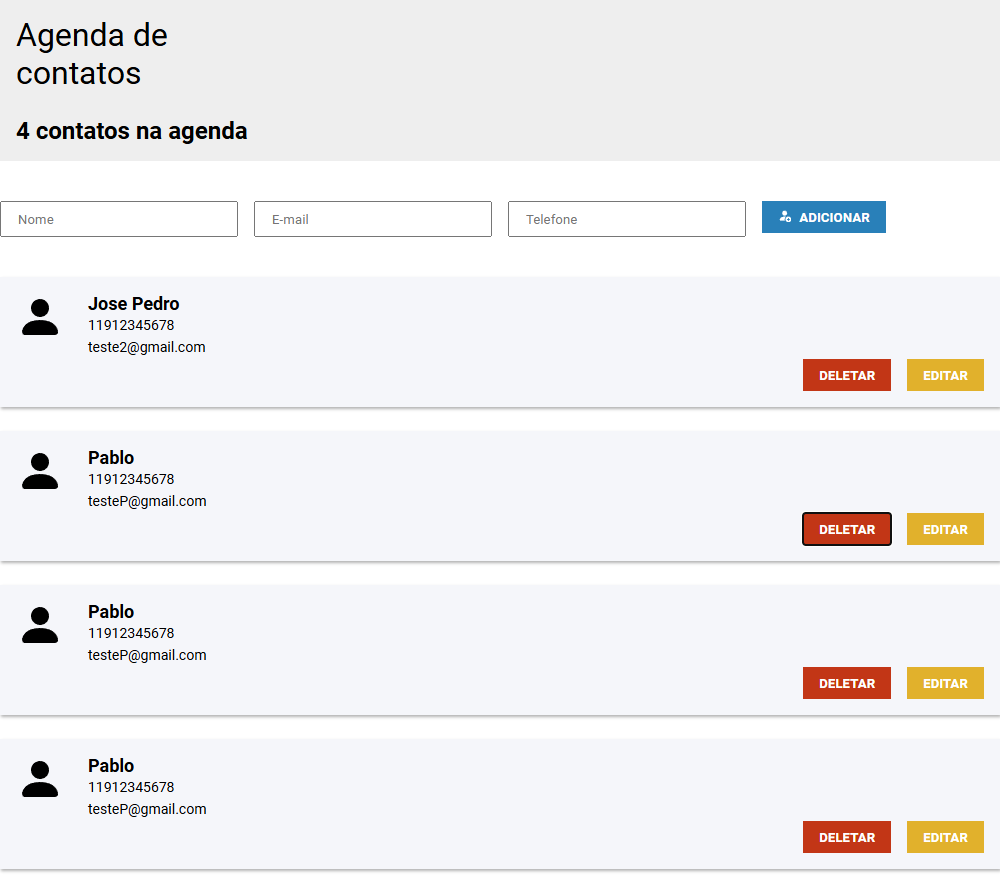 Agenda de
contatos
4 contatos na agenda
Nome E-mail Telefone ADICIONAR
Jose Pedro
11912345678
teste2@gmail.com
DELETAR EDITAR
Pablo
11912345678
testeP@gmail.com
DELETAR EDITAR
Pablo
11912345678
testeP@gmail.com
DELETAR EDITAR
Pablo
11912345678
testeP@gmail.com
DELETAR EDITAR